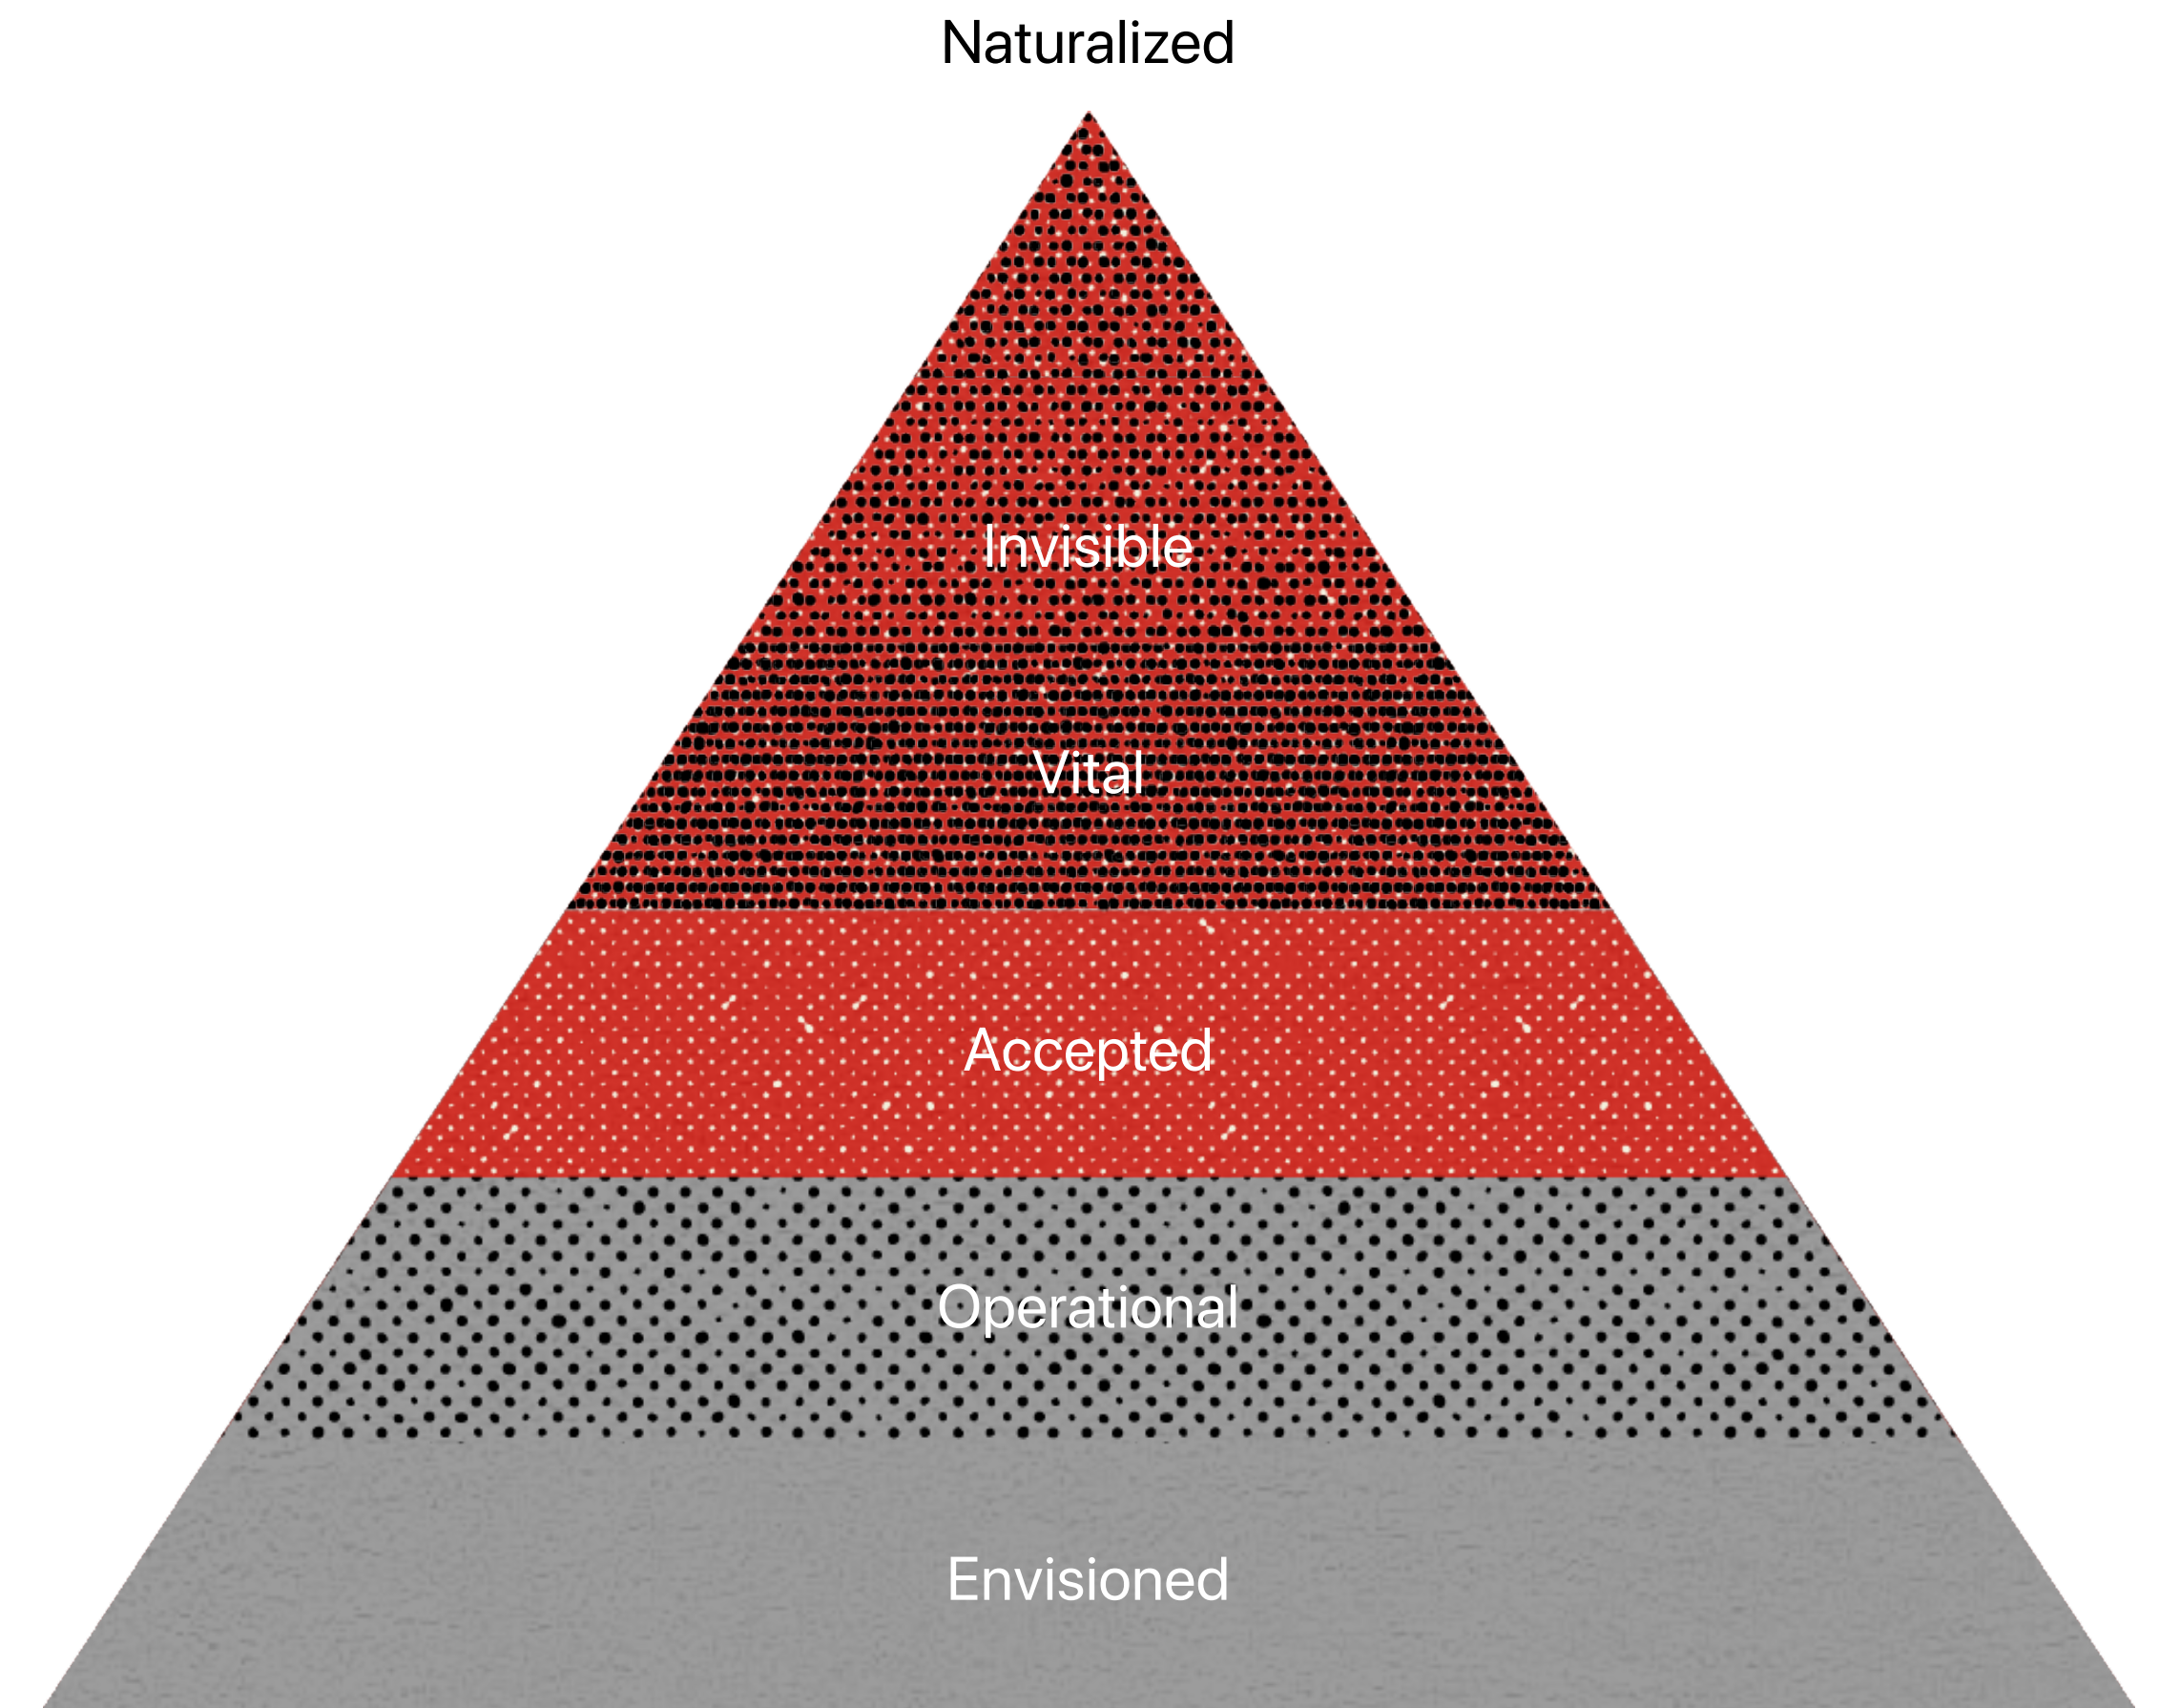 Naturalized
Invisible
Vital
Accepted
Operational
Envisioned